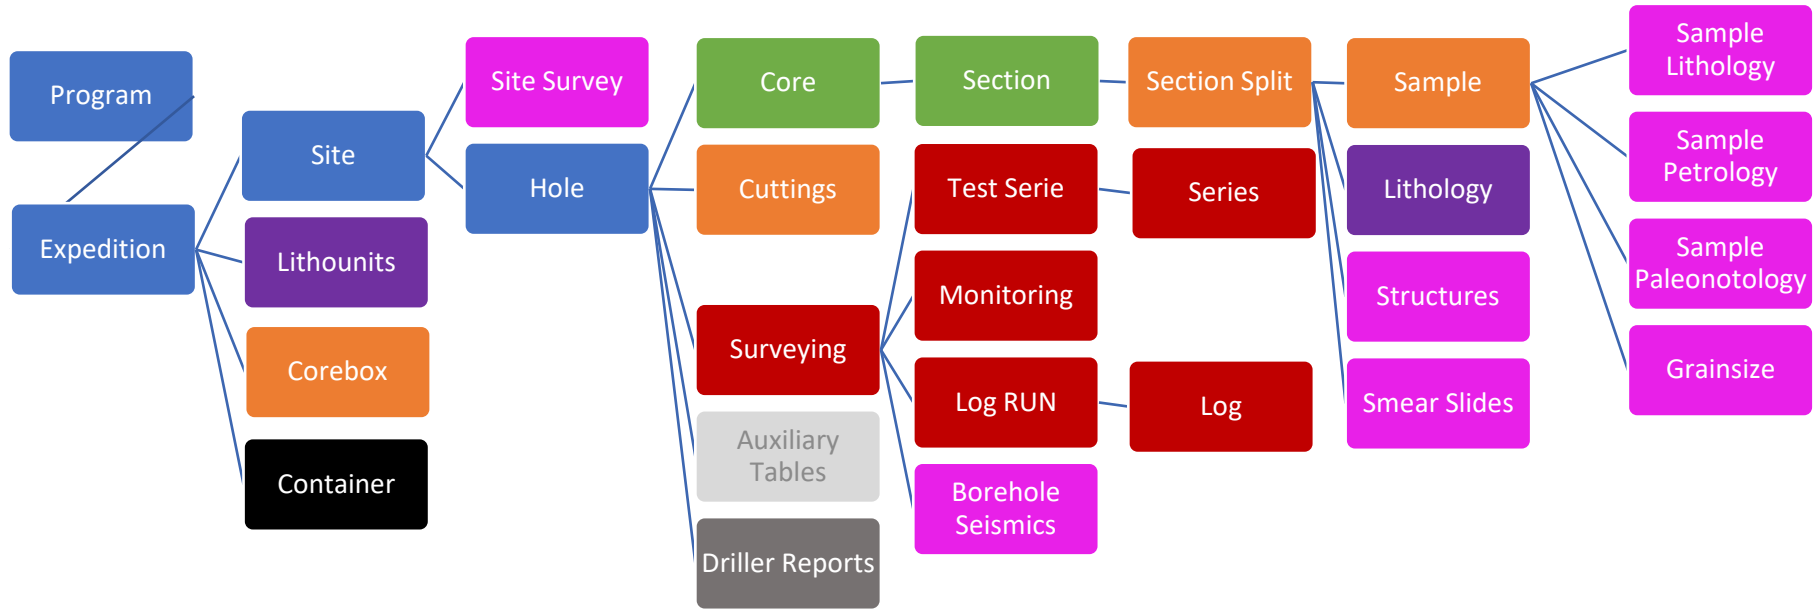 Program
Expedition
Site
Lithounits
Corebox
Container
Site Survey
Hole
Core
Cuttings
Surveying
Auxiliary
Tables
Driller Reports
Section
Test Serie
Monitoring
Log RUN
Borehole
Seismics
Section Split
Series
Log
Sample
Lithology
Structures
Smear Slides
Sample
Lithology
Sample
Petrology
Sample
Paleonotology
Grainsize